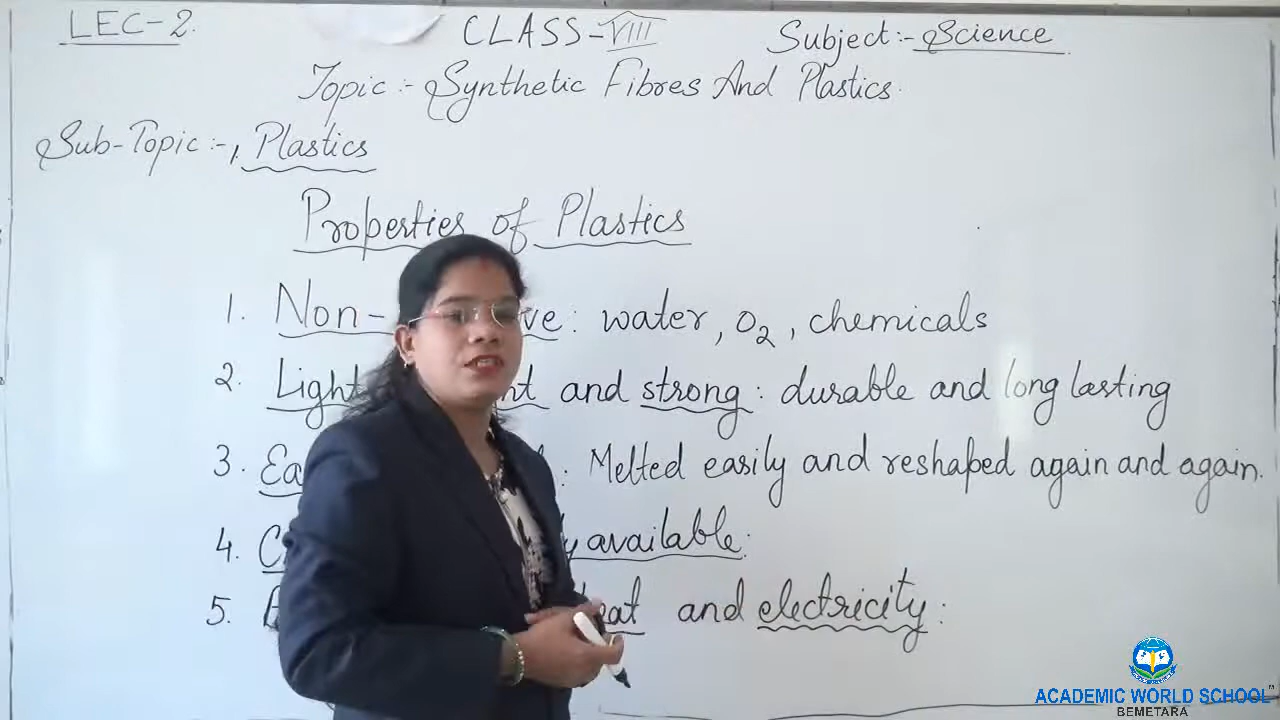 LEC-2.
CLASS-VIII
Subject:- Science
Topic:- Synthetic Fibres And Plastics.
Sub-Topic:-, Plastics
Properties of Plastics
1. Non- ve: water, O2, chemicals
2. Light nt and strong: durable and long lasting
3. Ea : Melted easily and reshaped again and again.
4. C y available:
5. eat and electricity:
ACADEMIC WORLD SCHOOL
BEMETARA